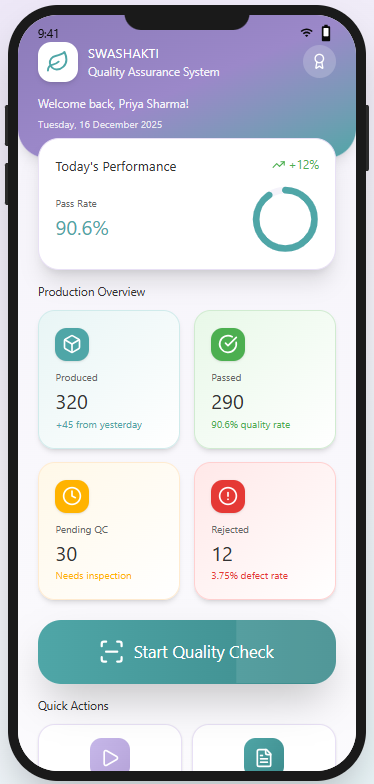 9:41
SWASHAKTI
Quality Assurance System
Welcome back, Priya Sharma!
Tuesday, 16 December 2025
Today's Performance
+12%
Pass Rate
90.6%
Production Overview
Produced
320
+45 from yesterday
Passed
290
90.6% quality rate
Pending QC
30
Needs inspection
Rejected
12
3.75% defect rate
Start Quality Check
Quick Actions